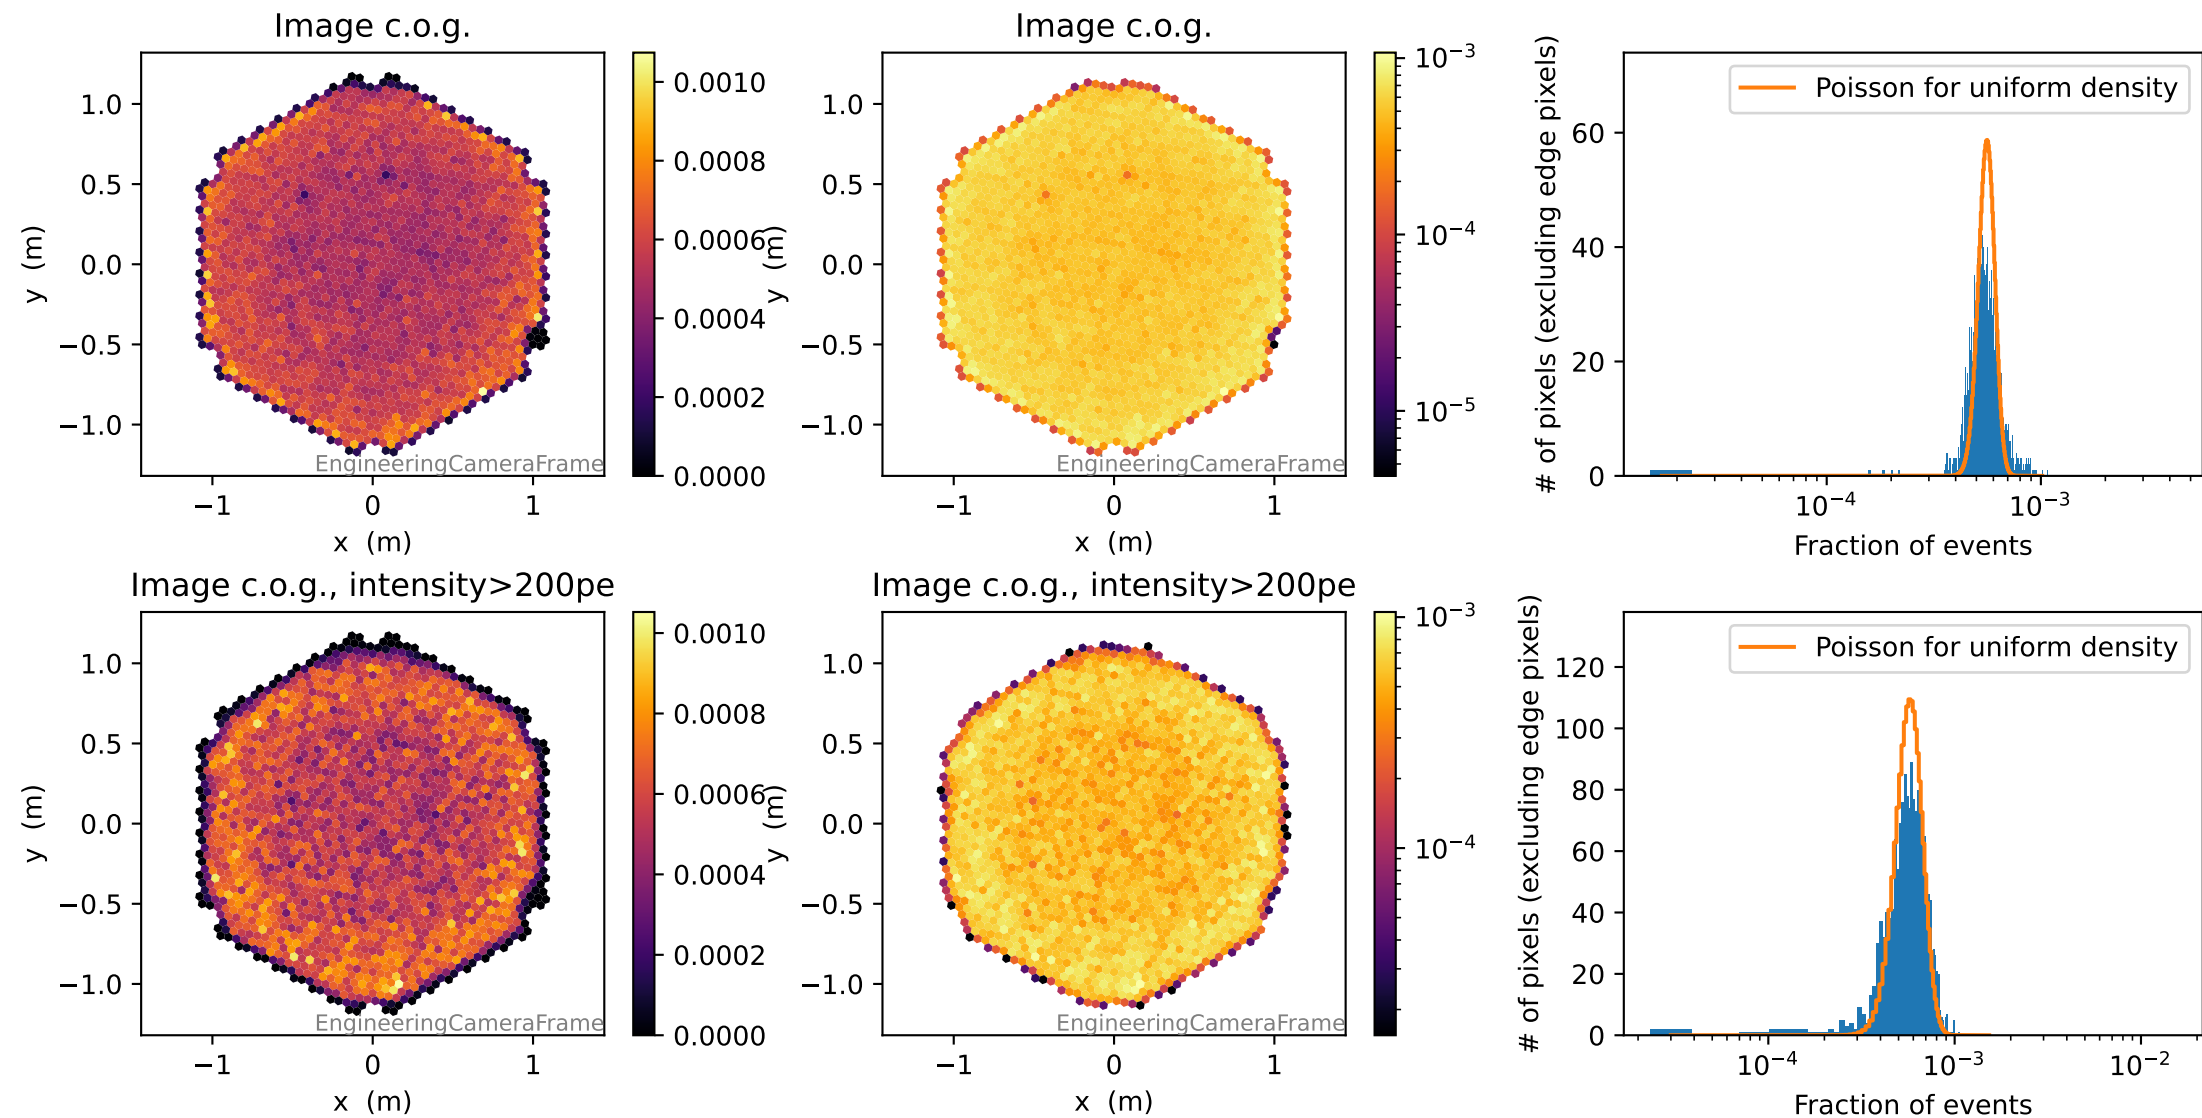 Image c.o.g.
1.0
0.5
0.0
−0.5
−1.0
y (m)
−1
0
1
x (m)
EngineeringCameraFrame
0.0010
0.0008
0.0006
0.0004
0.0002
0.0000
Image c.o.g.
1.0
0.5
0.0
−0.5
−1.0
y (m)
−1
0
1
x (m)
EngineeringCameraFrame
10⁻³
10⁻⁴
10⁻⁵
Poisson for uniform density
60
40
20
0
# of pixels (excluding edge pixels)
10⁻⁴
10⁻³
Fraction of events
Image c.o.g., intensity>200pe
1.0
0.5
0.0
−0.5
−1.0
y (m)
−1
0
1
x (m)
EngineeringCameraFrame
0.0010
0.0008
0.0006
0.0004
0.0002
0.0000
Image c.o.g., intensity>200pe
1.0
0.5
0.0
−0.5
−1.0
y (m)
−1
0
1
x (m)
EngineeringCameraFrame
10⁻³
10⁻⁴
Poisson for uniform density
120
100
80
60
40
20
0
# of pixels (excluding edge pixels)
10⁻⁴
10⁻³
10⁻²
Fraction of events